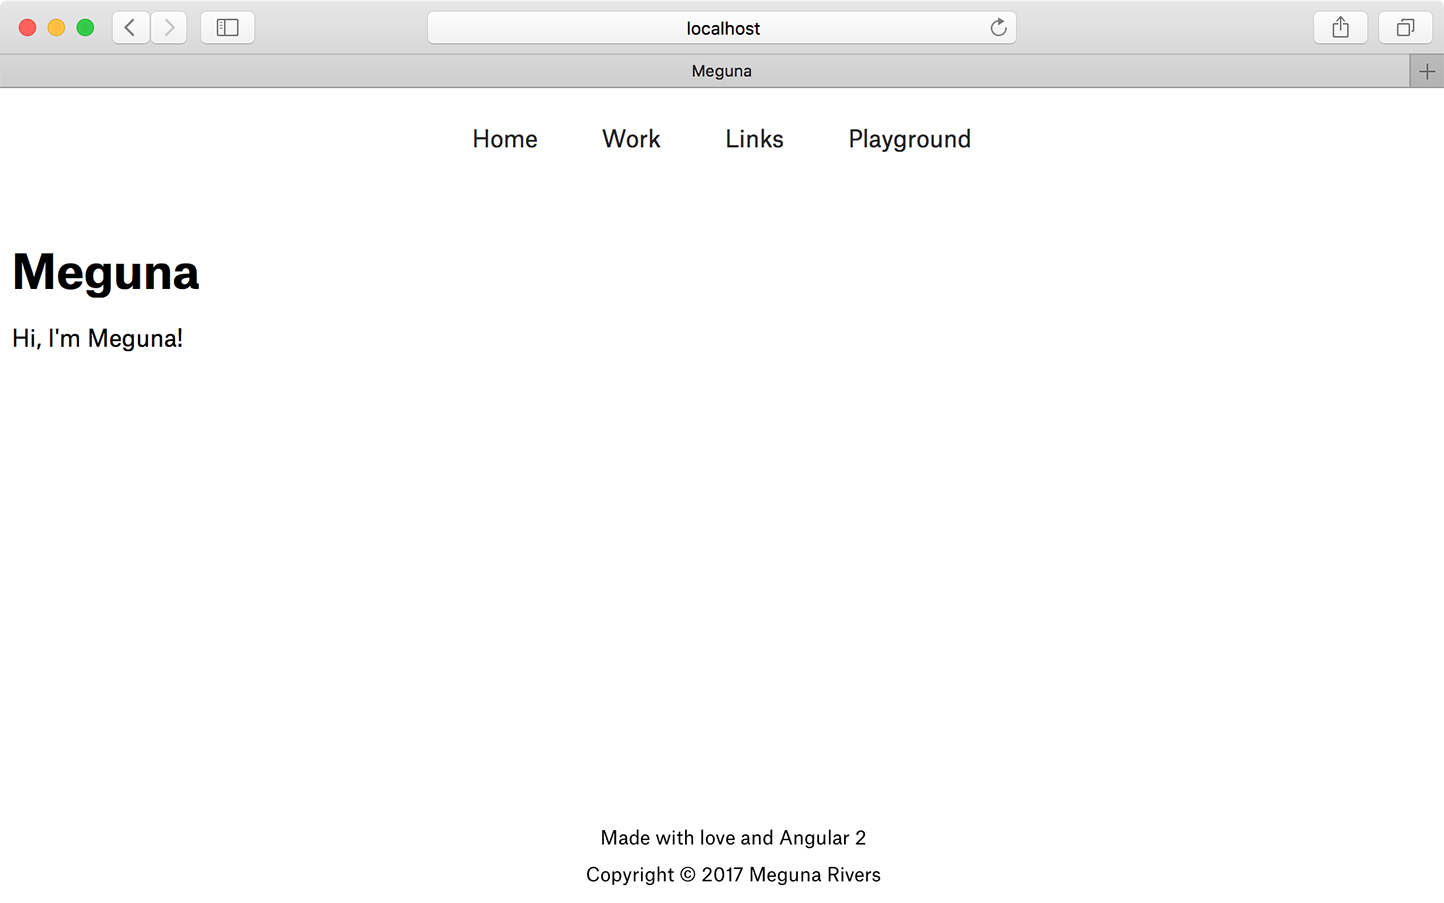 localhost
Meguna
Home Work Links Playground
Meguna
Hi, I'm Meguna!
Made with love and Angular 2
Copyright © 2017 Meguna Rivers